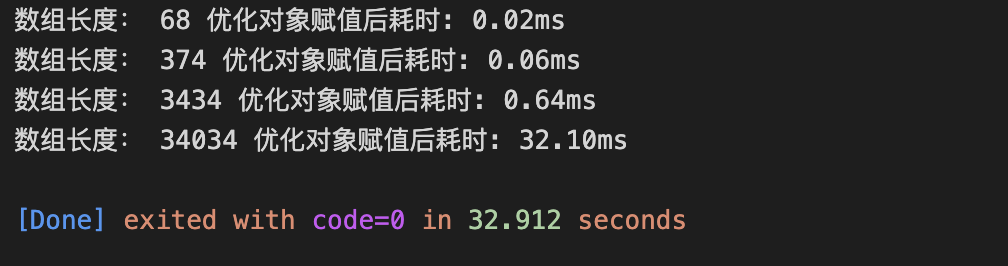 数组长度： 68 优化对象赋值后耗时: 0.02ms
数组长度： 374 优化对象赋值后耗时: 0.06ms
数组长度： 3434 优化对象赋值后耗时: 0.64ms
数组长度： 34034 优化对象赋值后耗时: 32.10ms
[Done] exited with code=0 in 32.912 seconds